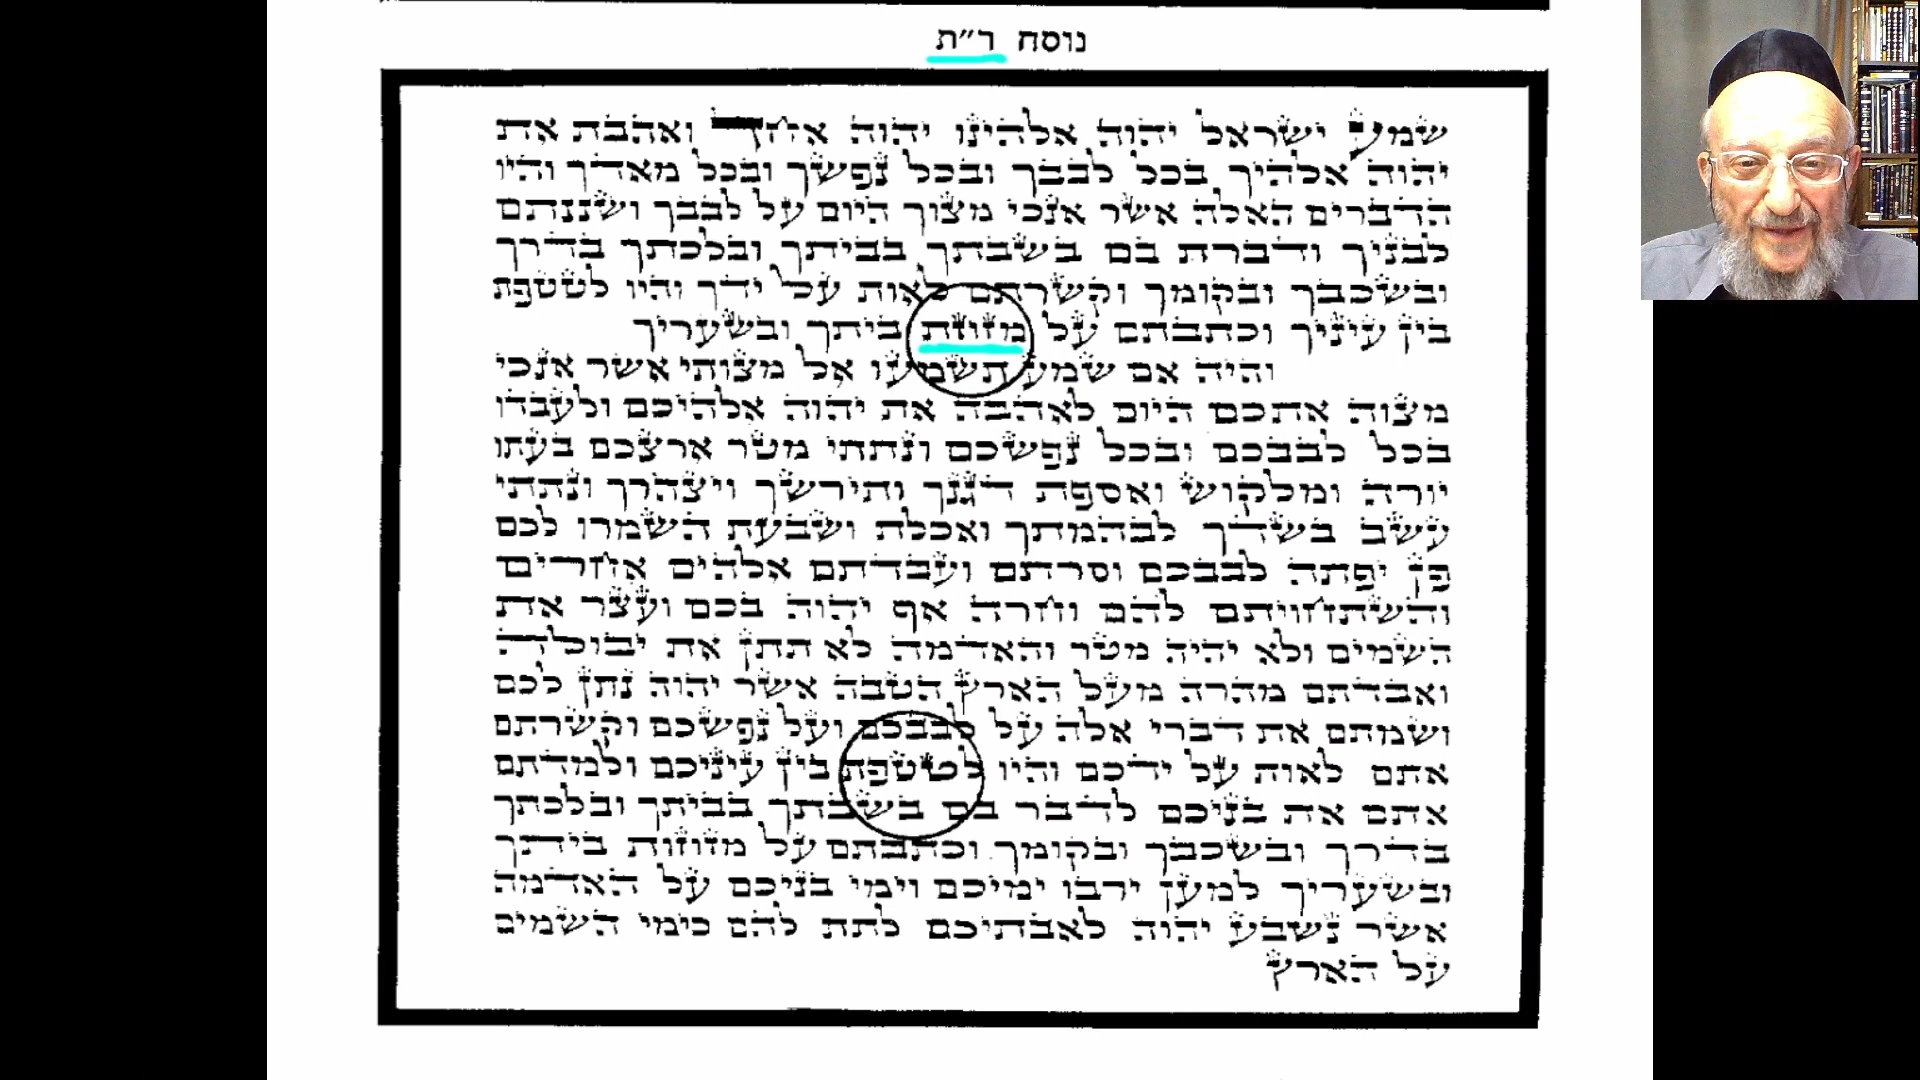 נוסח ר״ת
שמע ישראל יהוה אלהינו יהוה אחד ואהבת את
יהוה אלהיך בכל לבבך ובכל נפשך ובכל מאדך והיו
הדברים האלה אשר אנכי מצוך היום על לבבך ושננתם
לבניך ודברת בם בשבתך בביתך ובלכתך בדרך
ובשכבך ובקומך וקשרתם לאות על ידך והיו לטטפת
בין עיניך וכתבתם על מזוזת ביתך ובשעריך
והיה אם שמע תשמעו אל מצותי אשר אנכי
מצוה אתכם היום לאהבה את יהוה אלהיכם ולעבדו
בכל לבבכם ובכל נפשכם ונתתי מטר ארצכם בעתו
יורה ומלקוש ואספת דגנך ותירשך ויצהרך ונתתי
עשב בשדך לבהמתך ואכלת ושבעת השמרו לכם
פן יפתה לבבכם וסרתם ועבדתם אלהים אחרים
והשתחויתם להם וחרה אף יהוה בכם ועצר את
השמים ולא יהיה מטר והאדמה לא תתן את יבולה
ואבדתם מהרה מעל הארץ הטבה אשר יהוה נתן לכם
ושמתם את דברי אלה על לבבכם ועל נפשכם וקשרתם
אתם לאות על ידכם והיו לטטפת בין עיניכם ולמדתם
אתם את בניכם לדבר בם בשבתך בביתך ובלכתך
בדרך ובשכבך ובקומך וכתבתם על מזוזות ביתך
ובשעריך למען ירבו ימיכם וימי בניכם על האדמה
אשר נשבע יהוה לאבתיכם לתת להם כימי השמים
על הארץ